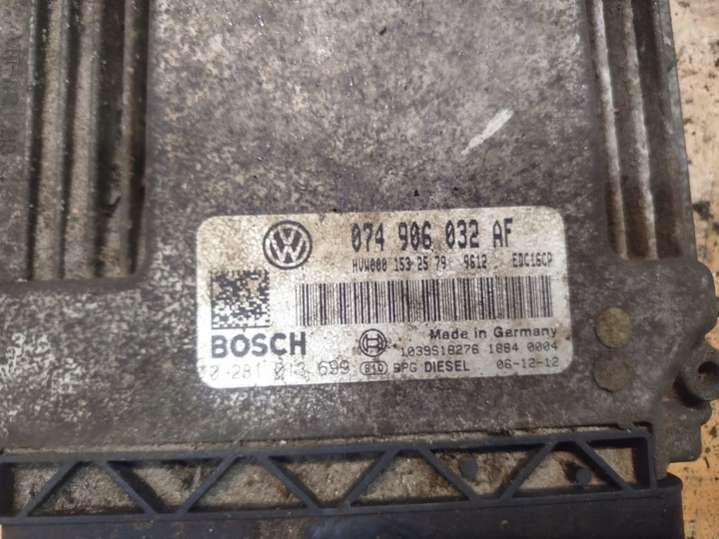 074 906 032 AF
HVW000 153 25 79 9612 EDC16CP
BOSCH
Made in Germany
1039S18276 1884 0004
0 281 013 699 BPG DIESEL 06-12-12